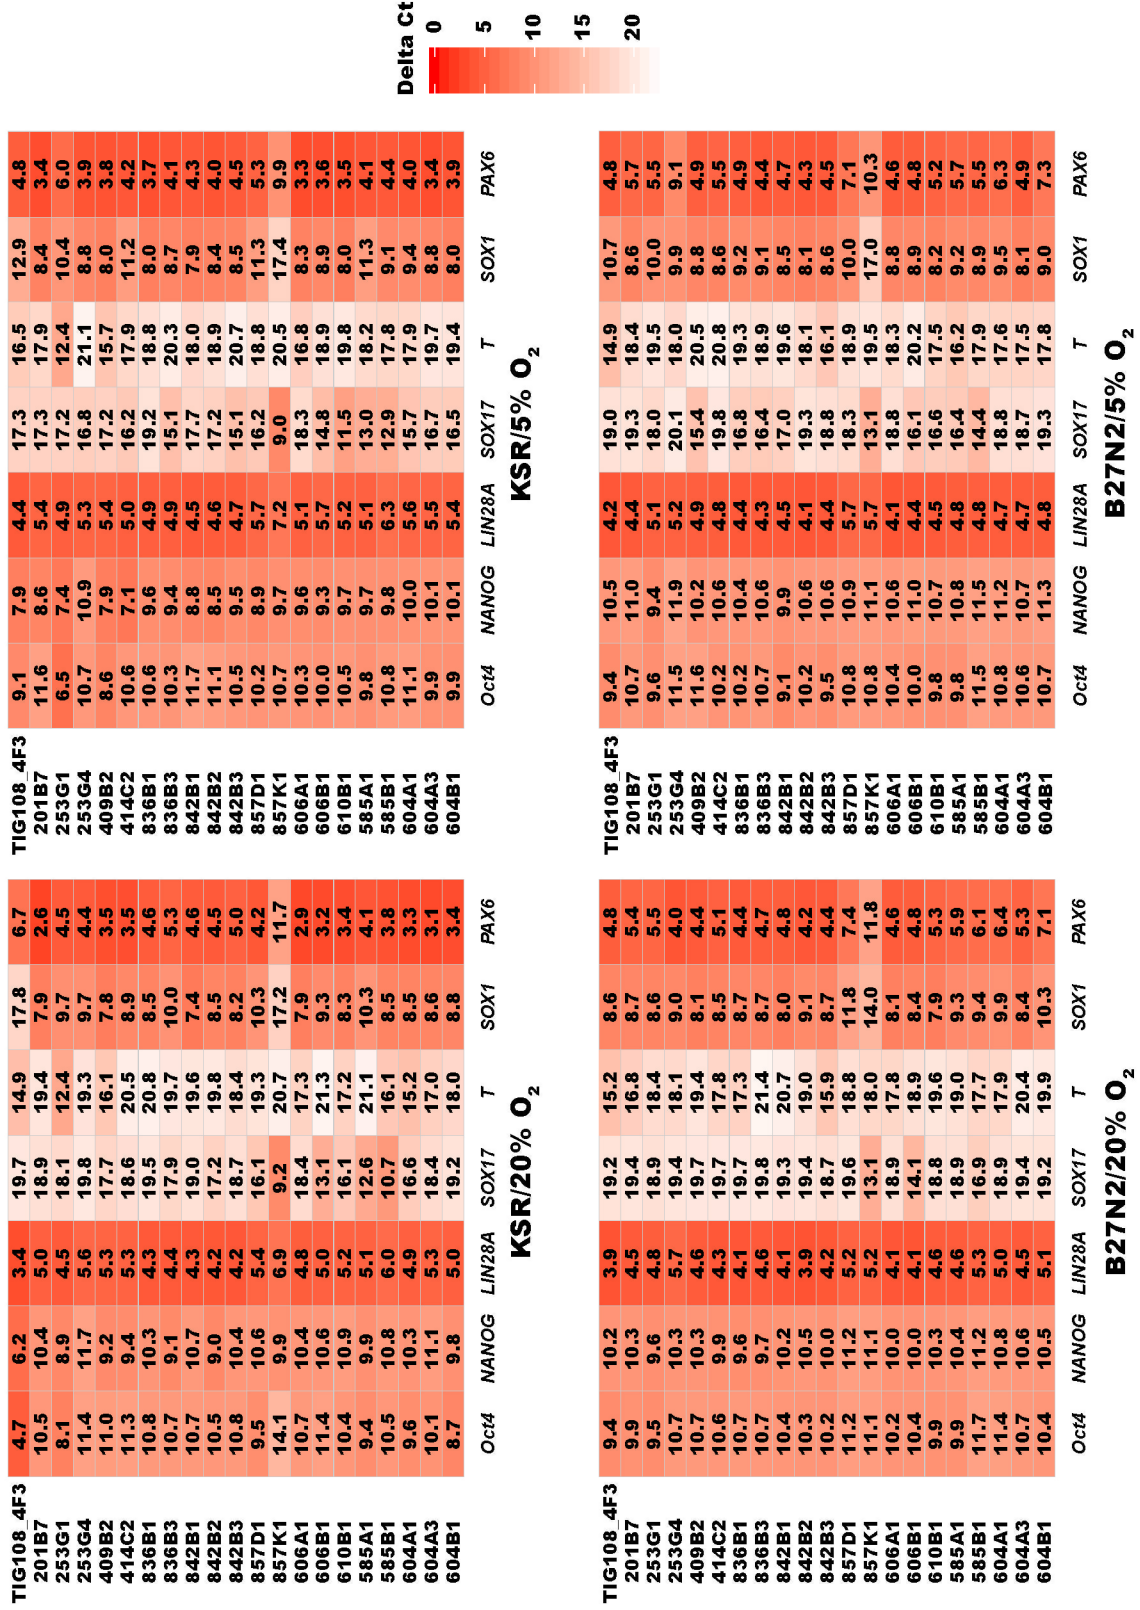 TIG108_4F3 4.7 6.2 3.4 19.7 14.9 17.8 6.7
201B7 10.5 10.4 5.0 18.9 19.4 7.9 2.6
253G1 8.1 8.9 4.5 18.1 12.4 9.7 4.5
253G4 11.4 11.7 5.6 19.8 19.3 9.7 4.4
409B2 11.0 9.2 5.3 17.7 16.1 7.8 3.5
414C2 11.3 9.4 5.3 18.6 20.5 8.9 3.5
836B1 10.8 10.3 4.3 19.5 20.8 8.5 4.6
836B3 10.7 9.1 4.4 17.9 19.7 10.0 5.3
842B1 10.7 10.7 4.3 19.0 19.6 7.4 4.6
842B2 10.5 9.0 4.2 17.2 19.8 8.5 4.5
842B3 10.8 10.4 4.2 18.7 18.4 8.2 5.0
857D1 9.5 10.6 5.4 16.1 19.3 10.3 4.2
857K1 14.1 9.9 6.9 9.2 20.7 17.2 11.7
606A1 10.7 10.4 4.8 18.4 17.3 7.9 2.9
606B1 11.4 10.6 5.0 13.1 21.3 9.3 3.2
610B1 10.4 10.9 5.2 16.1 17.2 8.3 3.4
585A1 9.4 9.9 5.1 12.6 21.1 10.3 4.1
585B1 10.5 10.8 6.0 10.7 16.1 8.5 3.8
604A1 9.6 10.3 4.9 16.6 15.2 8.5 3.3
604A3 10.1 11.1 5.3 18.4 17.0 8.6 3.1
604B1 8.7 9.8 5.0 19.2 18.0 8.8 3.4
Oct4 NANOG LIN28A SOX17 T SOX1 PAX6
KSR/20% O2
TIG108_4F3 9.1 7.9 4.4 17.3 16.5 12.9 4.8
201B7 11.6 8.6 5.4 17.3 17.9 8.4 3.4
253G1 6.5 7.4 4.9 17.2 12.4 10.4 6.0
253G4 10.7 10.9 5.3 16.8 21.1 8.8 3.9
409B2 8.6 7.9 5.4 17.2 15.7 8.0 3.8
414C2 10.6 7.1 5.0 16.2 17.9 11.2 4.2
836B1 10.6 9.6 4.9 19.2 18.8 8.0 3.7
836B3 10.3 9.4 4.9 15.1 20.3 8.7 4.1
842B1 11.7 8.8 4.5 17.7 18.0 7.9 4.3
842B2 11.1 8.5 4.6 17.2 18.9 8.4 4.0
842B3 10.5 9.5 4.7 15.1 20.7 8.5 4.5
857D1 10.2 8.9 5.7 16.2 18.8 11.3 5.3
857K1 10.7 9.7 7.2 9.0 20.5 17.4 9.9
606A1 10.3 9.6 5.1 18.3 16.8 8.3 3.3
606B1 10.0 9.3 5.7 14.8 18.9 8.9 3.6
610B1 10.5 9.7 5.2 11.5 19.8 8.0 3.5
585A1 9.8 9.7 5.1 13.0 18.2 11.3 4.1
585B1 10.8 9.8 6.3 12.9 17.8 9.1 4.4
604A1 11.1 10.0 5.6 15.7 17.9 9.4 4.0
604A3 9.9 10.1 5.5 16.7 19.7 8.8 3.4
604B1 9.9 10.1 5.4 16.5 19.4 8.0 3.9
Oct4 NANOG LIN28A SOX17 T SOX1 PAX6
KSR/5% O2
Delta Ct
0
5
10
15
20
TIG108_4F3 9.4 10.2 3.9 19.2 15.2 8.6 4.8
201B7 9.9 10.3 4.5 19.4 16.8 8.7 5.4
253G1 9.5 9.6 4.8 18.9 18.4 8.6 5.5
253G4 10.7 10.3 5.7 19.4 18.1 9.0 4.0
409B2 10.7 10.3 4.6 19.7 19.4 8.1 4.4
414C2 10.6 9.9 4.3 19.7 17.8 8.5 5.1
836B1 10.7 9.6 4.1 19.7 17.3 8.7 4.4
836B3 10.7 9.7 4.6 19.8 21.4 8.7 4.7
842B1 10.4 10.2 4.1 19.3 20.7 8.0 4.8
842B2 10.3 10.5 3.9 19.4 19.0 9.1 4.2
842B3 10.2 10.0 4.2 18.7 15.9 8.7 4.4
857D1 11.2 11.2 5.2 19.6 18.8 11.8 7.4
857K1 11.1 11.1 5.2 13.1 18.0 14.0 11.8
606A1 10.2 10.0 4.1 18.9 17.8 8.1 4.6
606B1 10.4 10.0 4.1 14.1 18.9 8.4 4.8
610B1 9.9 10.3 4.6 18.8 19.6 7.9 5.3
585A1 9.9 10.4 4.6 18.9 19.0 9.3 5.9
585B1 11.7 11.2 5.3 16.9 17.7 9.4 6.1
604A1 11.4 10.8 5.0 18.9 17.9 9.9 6.4
604A3 10.7 10.6 4.5 19.4 20.4 8.4 5.3
604B1 10.4 10.5 5.1 19.2 19.9 10.3 7.1
Oct4 NANOG LIN28A SOX17 T SOX1 PAX6
B27N2/20% O2
TIG108_4F3 9.4 10.5 4.2 19.0 14.9 10.7 4.8
201B7 10.7 11.0 4.4 19.3 18.4 8.6 5.7
253G1 9.6 9.4 5.1 18.0 19.5 10.0 5.5
253G4 11.5 11.9 5.2 20.1 18.0 9.9 9.1
409B2 11.6 10.2 4.9 15.4 20.5 8.8 4.9
414C2 10.2 10.6 4.8 19.8 20.8 8.6 5.5
836B1 10.2 10.4 4.4 16.8 19.3 9.2 4.9
836B3 10.7 10.6 4.3 16.4 18.9 9.1 4.4
842B1 9.1 9.9 4.5 17.0 19.6 8.5 4.7
842B2 10.2 10.6 4.1 19.3 18.1 8.1 4.3
842B3 9.5 10.6 4.4 18.8 16.1 8.6 4.5
857D1 10.8 10.9 5.7 18.3 18.9 10.0 7.1
857K1 10.8 11.1 5.7 13.1 19.5 17.0 10.3
606A1 10.4 10.6 4.1 18.8 18.6 8.8 4.6
606B1 10.0 11.0 4.4 16.1 20.2 8.9 4.8
610B1 9.8 10.7 4.5 16.6 17.5 8.2 5.2
585A1 9.8 10.8 4.8 16.4 16.2 9.2 5.7
585B1 11.5 11.5 4.8 14.4 17.9 8.9 5.5
604A1 10.8 11.2 4.7 18.8 17.6 9.5 6.3
604A3 10.6 10.7 4.7 18.7 17.5 8.1 4.9
604B1 10.7 11.3 4.8 19.3 17.8 9.0 7.3
Oct4 NANOG LIN28A SOX17 T SOX1 PAX6
B27N2/5% O2